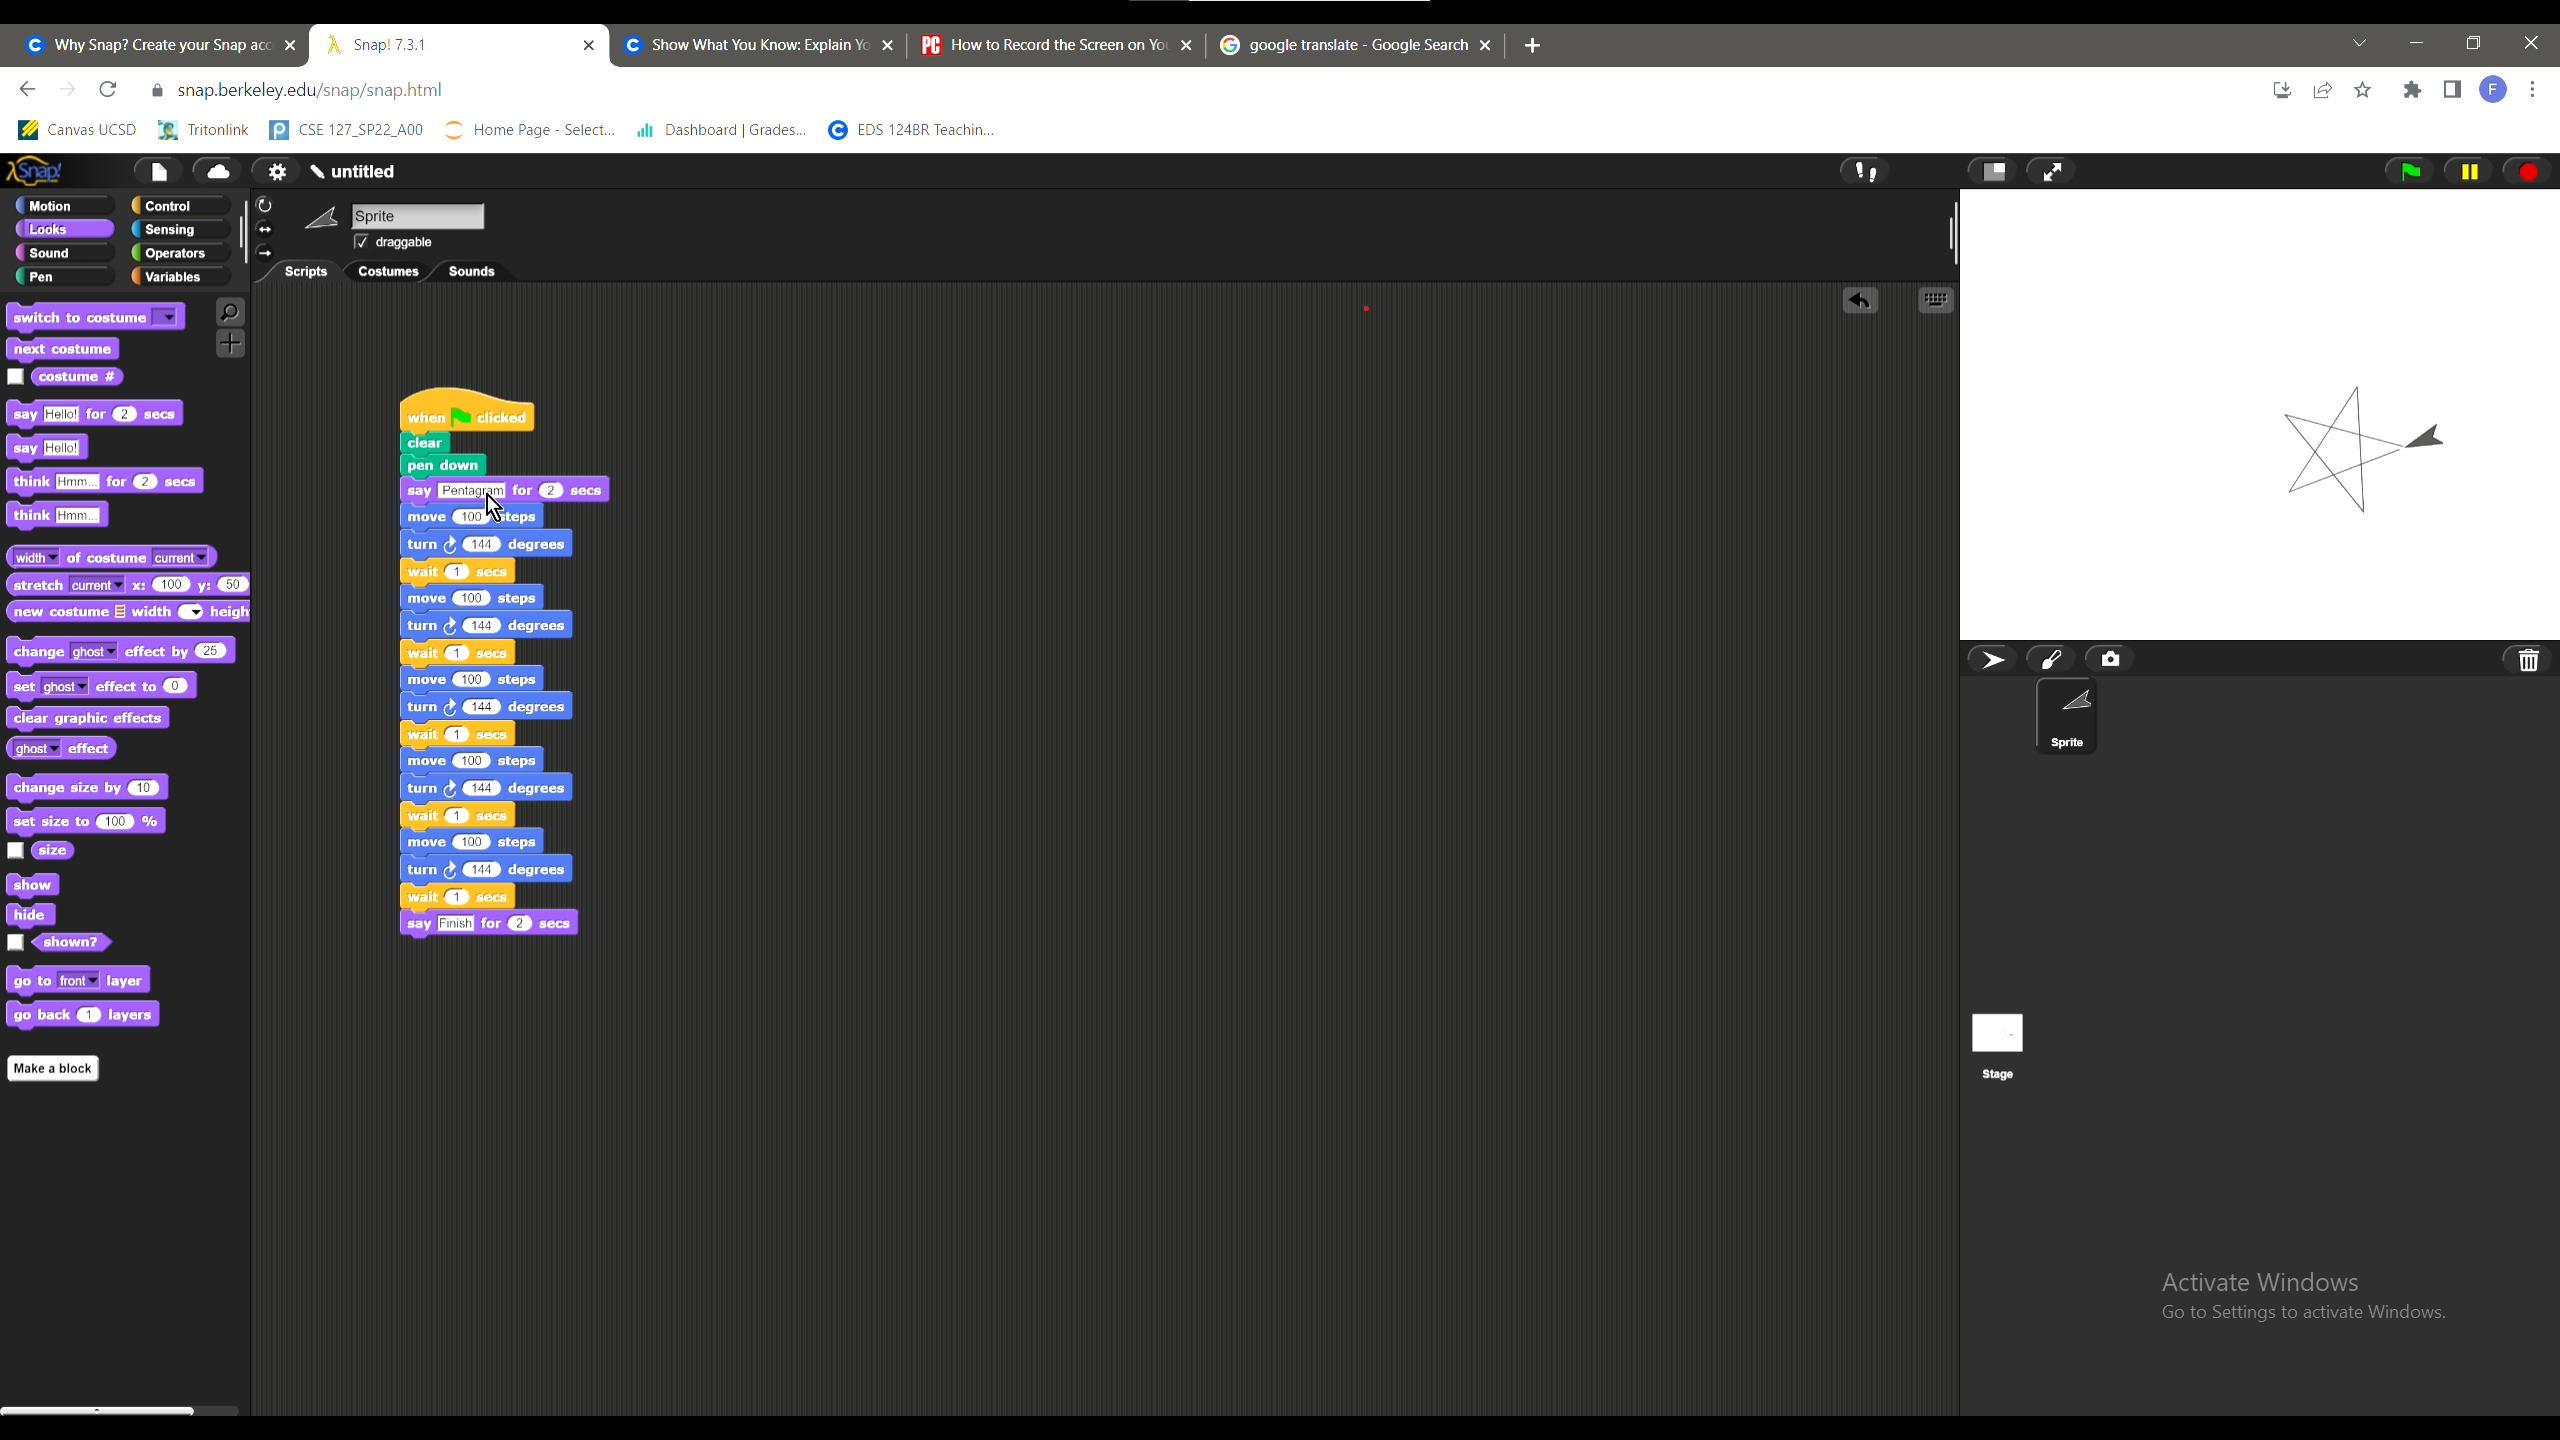 Why Snap? Create your Snap acc
Snap! 7.3.1
Show What You Know: Explain Yo
PC How to Record the Screen on You
google translate - Google Search
snap.berkeley.edu/snap/snap.html
F
Canvas UCSD
Tritonlink
CSE 127_SP22_A00
Home Page - Select...
Dashboard | Grades...
EDS 124BR Teachin...
Snap!
untitled
Motion
Control
Looks
Sensing
Sound
Operators
Pen
Variables
Sprite
draggable
Scripts
Costumes
Sounds
switch to costume
next costume
costume #
say Hello! for 2 secs
say Hello!
think Hmm... for 2 secs
think Hmm...
width of costume current
stretch current x: 100 y: 50
new costume width heigh
change ghost effect by 25
set ghost effect to 0
clear graphic effects
ghost effect
change size by 10
set size to 100 %
size
show
hide
shown?
go to front layer
go back 1 layers
Make a block
when clicked
clear
pen down
say Pentagram for 2 secs
move 100 steps
turn 144 degrees
wait 1 secs
move 100 steps
turn 144 degrees
wait 1 secs
move 100 steps
turn 144 degrees
wait 1 secs
move 100 steps
turn 144 degrees
wait 1 secs
move 100 steps
turn 144 degrees
wait 1 secs
say Finish for 2 secs
Sprite
Stage
Activate Windows
Go to Settings to activate Windows.